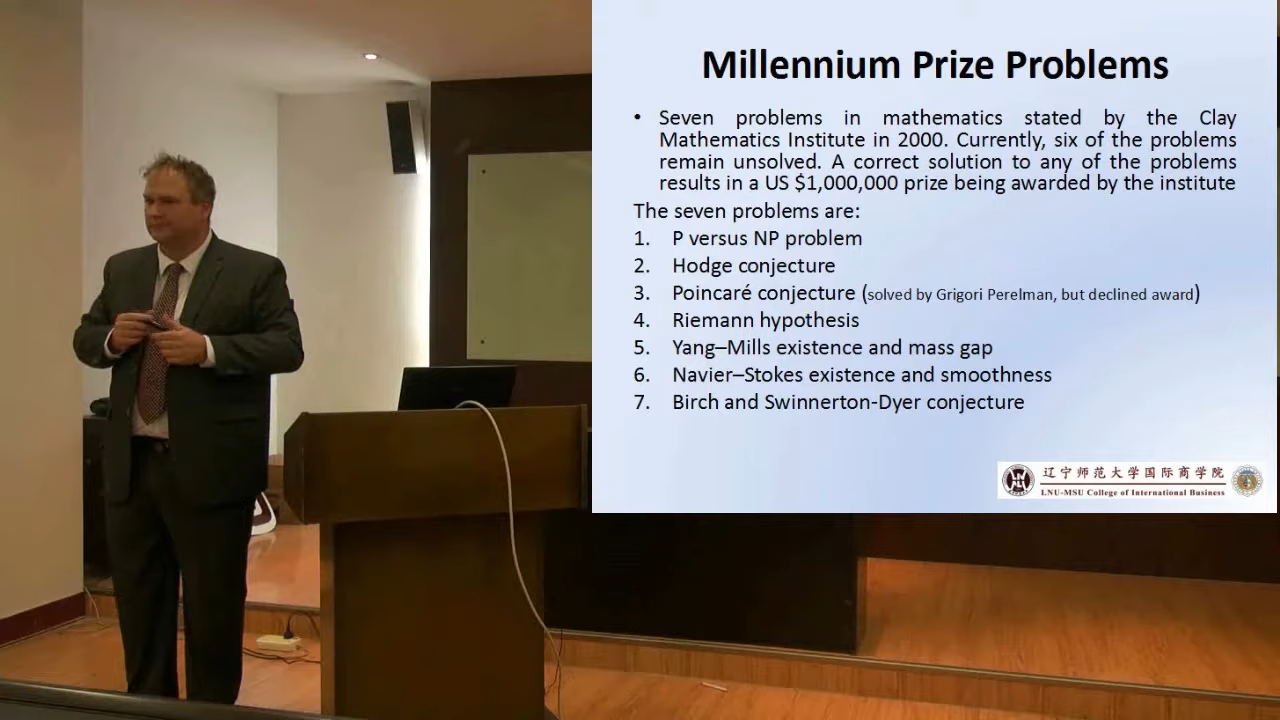 Millennium Prize Problems
• Seven problems in mathematics stated by the Clay
Mathematics Institute in 2000. Currently, six of the problems
remain unsolved. A correct solution to any of the problems
results in a US $1,000,000 prize being awarded by the institute
The seven problems are:
1. P versus NP problem
2. Hodge conjecture
3. Poincaré conjecture (solved by Grigori Perelman, but declined award)
4. Riemann hypothesis
5. Yang–Mills existence and mass gap
6. Navier–Stokes existence and smoothness
7. Birch and Swinnerton-Dyer conjecture
辽宁师范大学国际商学院
LNU-MSU College of International Business